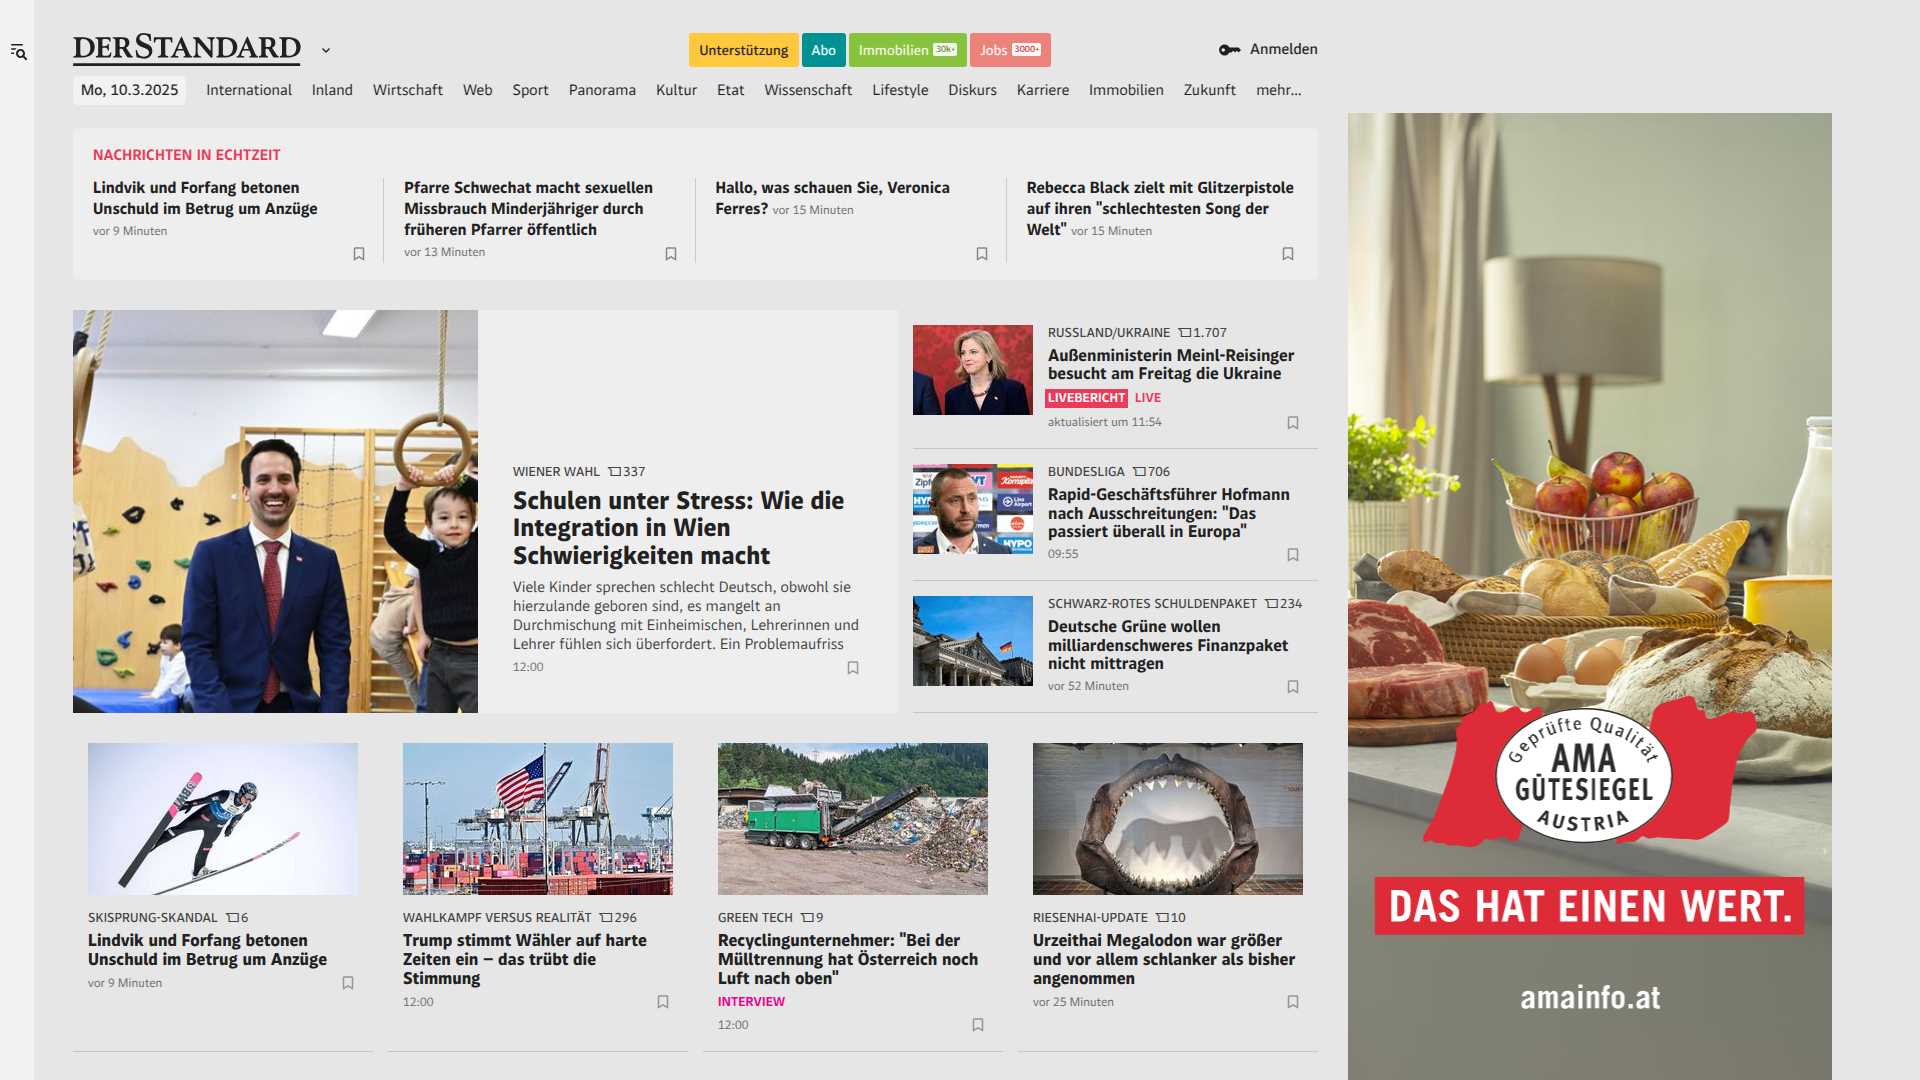 DERSTANDARD
Unterstützung
Abo
Immobilien 30k+
Jobs 3000+
Anmelden
Mo, 10.3.2025
International
Inland
Wirtschaft
Web
Sport
Panorama
Kultur
Etat
Wissenschaft
Lifestyle
Diskurs
Karriere
Immobilien
Zukunft
mehr...
NACHRICHTEN IN ECHTZEIT
Lindvik und Forfang betonen
Unschuld im Betrug um Anzüge
vor 9 Minuten
Pfarre Schwechat macht sexuellen
Missbrauch Minderjähriger durch
früheren Pfarrer öffentlich
vor 13 Minuten
Hallo, was schauen Sie, Veronica
Ferres? vor 15 Minuten
Rebecca Black zielt mit Glitzerpistole
auf ihren "schlechtesten Song der
Welt" vor 15 Minuten
WIENER WAHL 337
Schulen unter Stress: Wie die
Integration in Wien
Schwierigkeiten macht
Viele Kinder sprechen schlecht Deutsch, obwohl sie
hierzulande geboren sind, es mangelt an
Durchmischung mit Einheimischen, Lehrerinnen und
Lehrer fühlen sich überfordert. Ein Problemaufriss
12:00
RUSSLAND/UKRAINE 1.707
Außenministerin Meinl-Reisinger
besucht am Freitag die Ukraine
LIVEBERICHT LIVE
aktualisiert um 11:54
BUNDESLIGA 706
Rapid-Geschäftsführer Hofmann
nach Ausschreitungen: "Das
passiert überall in Europa"
09:55
HYPO
SCHWARZ-ROTES SCHULDENPAKET 234
Deutsche Grüne wollen
milliardenschweres Finanzpaket
nicht mittragen
vor 52 Minuten
SKISPRUNG-SKANDAL 6
Lindvik und Forfang betonen
Unschuld im Betrug um Anzüge
vor 9 Minuten
WAHLKAMPF VERSUS REALITÄT 296
Trump stimmt Wähler auf harte
Zeiten ein – das trübt die
Stimmung
12:00
GREEN TECH 9
Recyclingunternehmer: "Bei der
Mülltrennung hat Österreich noch
Luft nach oben"
INTERVIEW
12:00
RIESENHAI-UPDATE 10
Urzeithai Megalodon war größer
und vor allem schlanker als bisher
angenommen
vor 25 Minuten
Geprüfte Qualität
AMA
GÜTESIEGEL
AUSTRIA
DAS HAT EINEN WERT.
amainfo.at